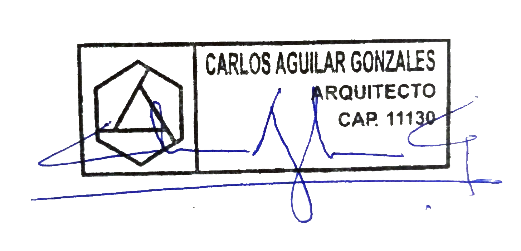 CARLOS AGUILAR GONZALES
ARQUITECTO
CAP. 11130